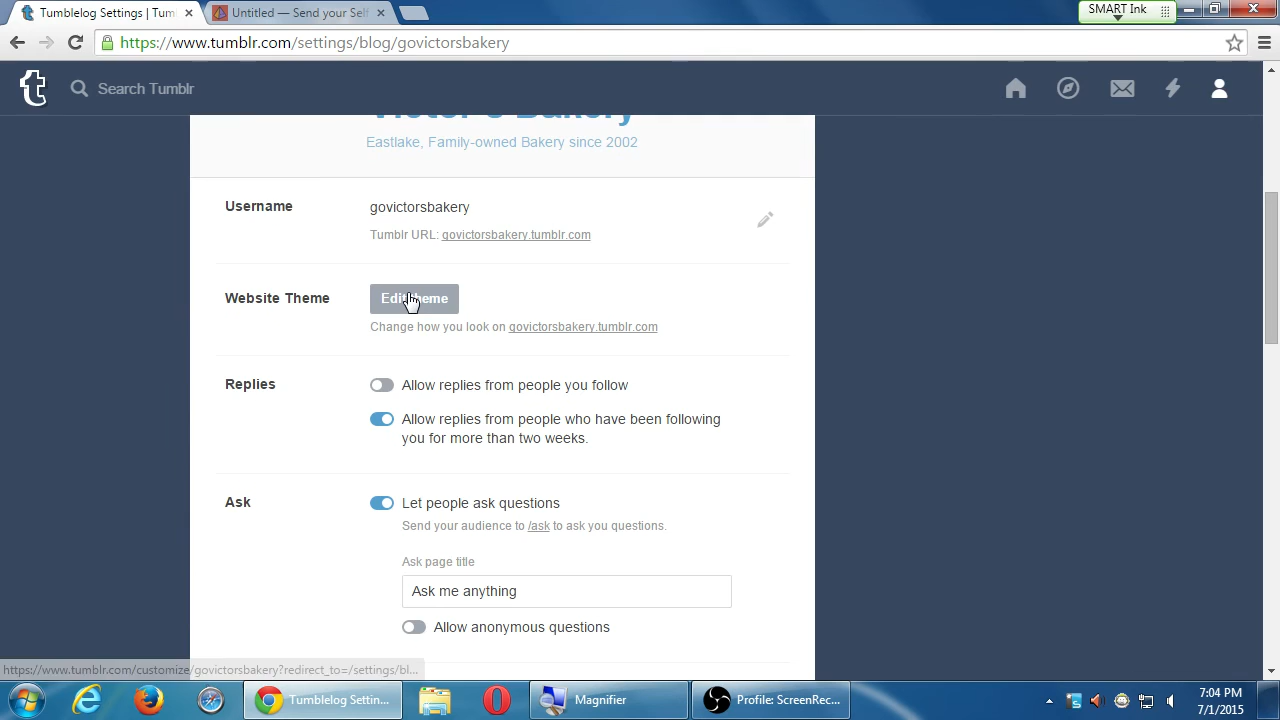 Tumblelog Settings | Tum
Untitled — Send your Self
SMART Ink
https://www.tumblr.com/settings/blog/govictorsbakery
Search Tumblr
Victor's Bakery
Eastlake, Family-owned Bakery since 2002
Username
govictorsbakery
Tumblr URL: govictorsbakery.tumblr.com
Website Theme
Edit theme
Change how you look on govictorsbakery.tumblr.com
Replies
Allow replies from people you follow
Allow replies from people who have been following
you for more than two weeks.
Ask
Let people ask questions
Send your audience to /ask to ask you questions.
Ask page title
Ask me anything
Allow anonymous questions
https://www.tumblr.com/customize/govictorsbakery?redirect_to=/settings/bl...
Tumblelog Settin...
Magnifier
Profile: ScreenRec...
7:04 PM
7/1/2015